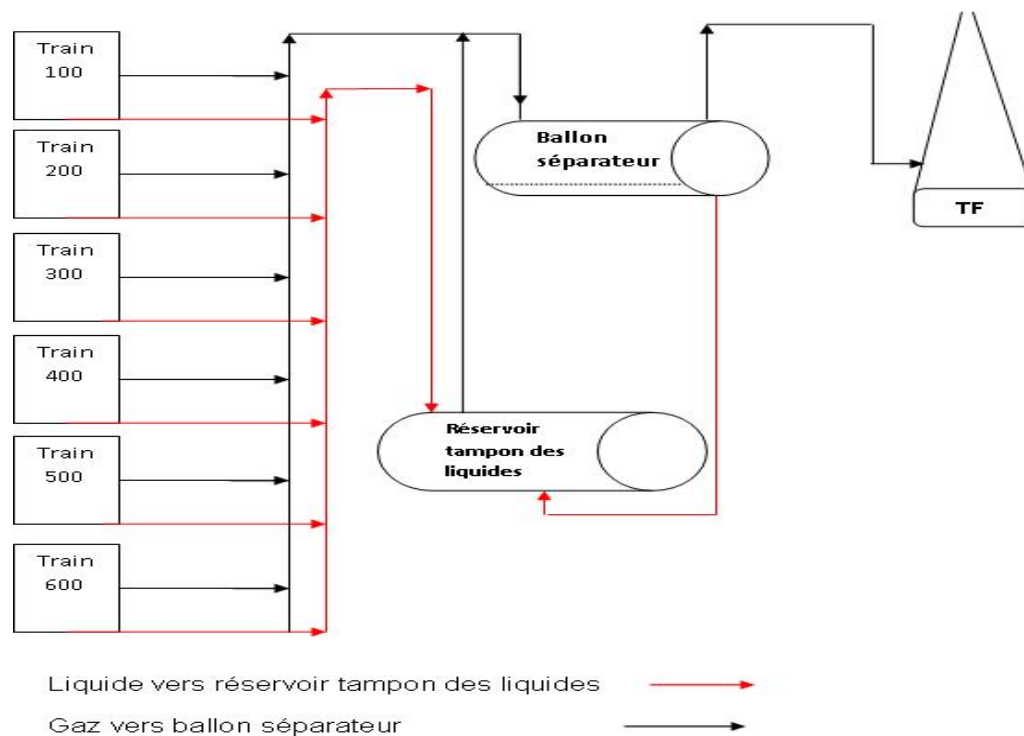 Train
100
Train
200
Train
300
Train
400
Train
500
Train
600
Ballon
séparateur
TF
Réservoir
tampon des
liquides
Liquide vers réservoir tampon des liquides
Gaz vers ballon séparateur